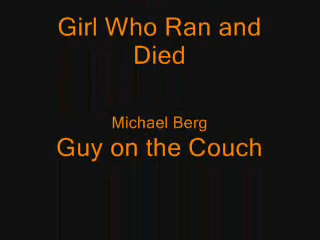 Girl Who Ran and
Died
Michael Berg
Guy on the Couch